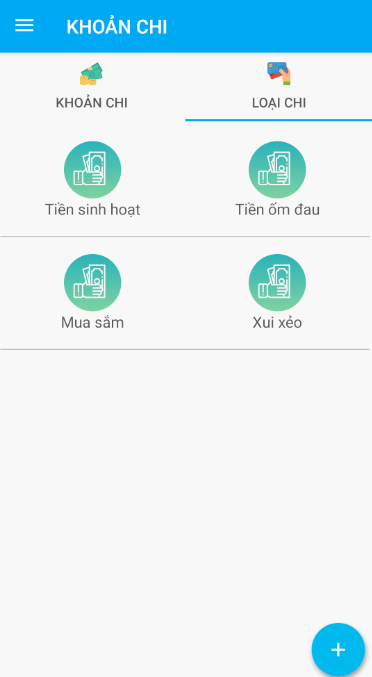 KHOẢN CHI
KHOẢN CHI
LOẠI CHI
Tiền sinh hoạt
Tiền ốm đau
Mua sắm
Xui xẻo